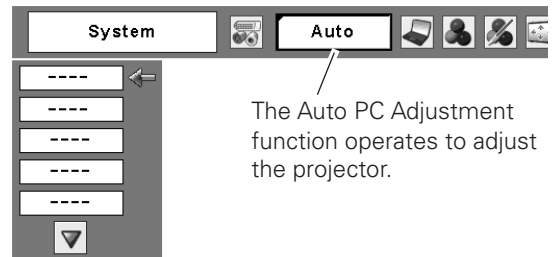 System Auto
----
----
----
----
----
The Auto PC Adjustment
function operates to adjust
the projector.